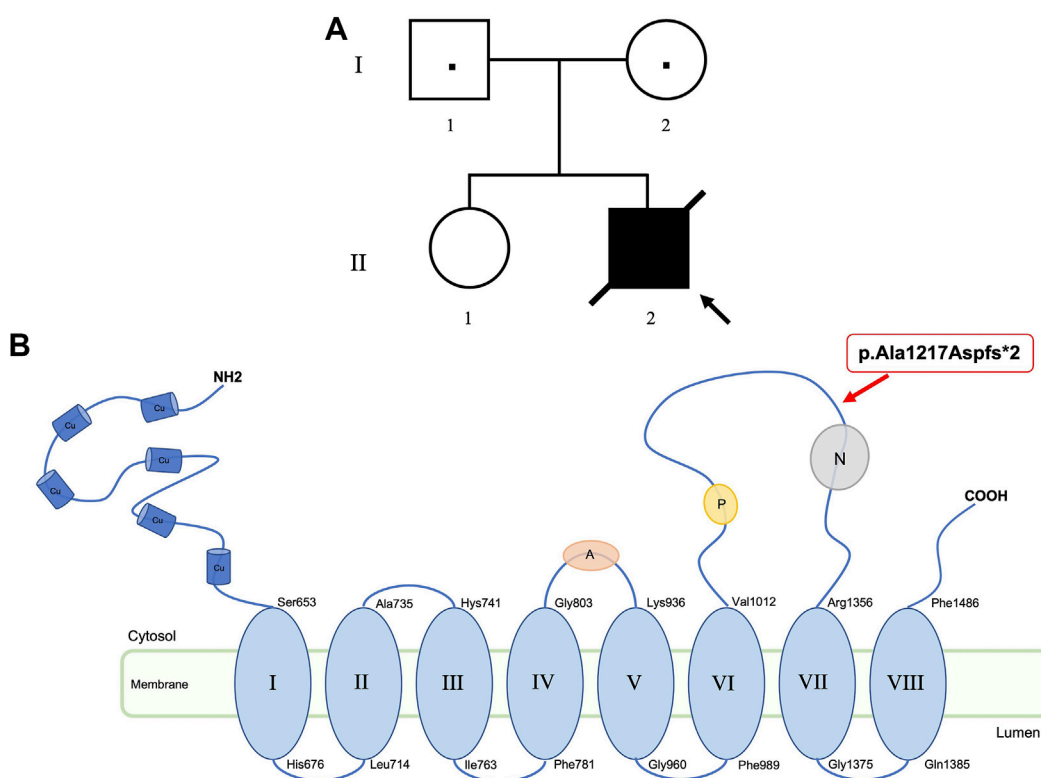 A
I
1
2
II
1
2
B
p.Ala1217Aspfs*2
NH2
Cu
Cu
Cu
Cu
Cu
Cu
N
P
A
COOH
Ser653
Ala735
Hys741
Gly803
Lys936
Val1012
Arg1356
Phe1486
Cytosol
Membrane
I
II
III
IV
V
VI
VII
VIII
Lumen
His676
Leu714
Ile763
Phe781
Gly960
Phe989
Gly1375
Gln1385